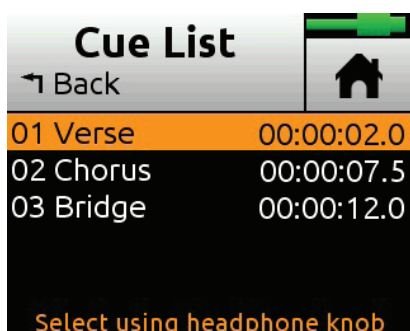 Cue List
Back
01 Verse 00:00:02.0
02 Chorus 00:00:07.5
03 Bridge 00:00:12.0
Select using headphone knob